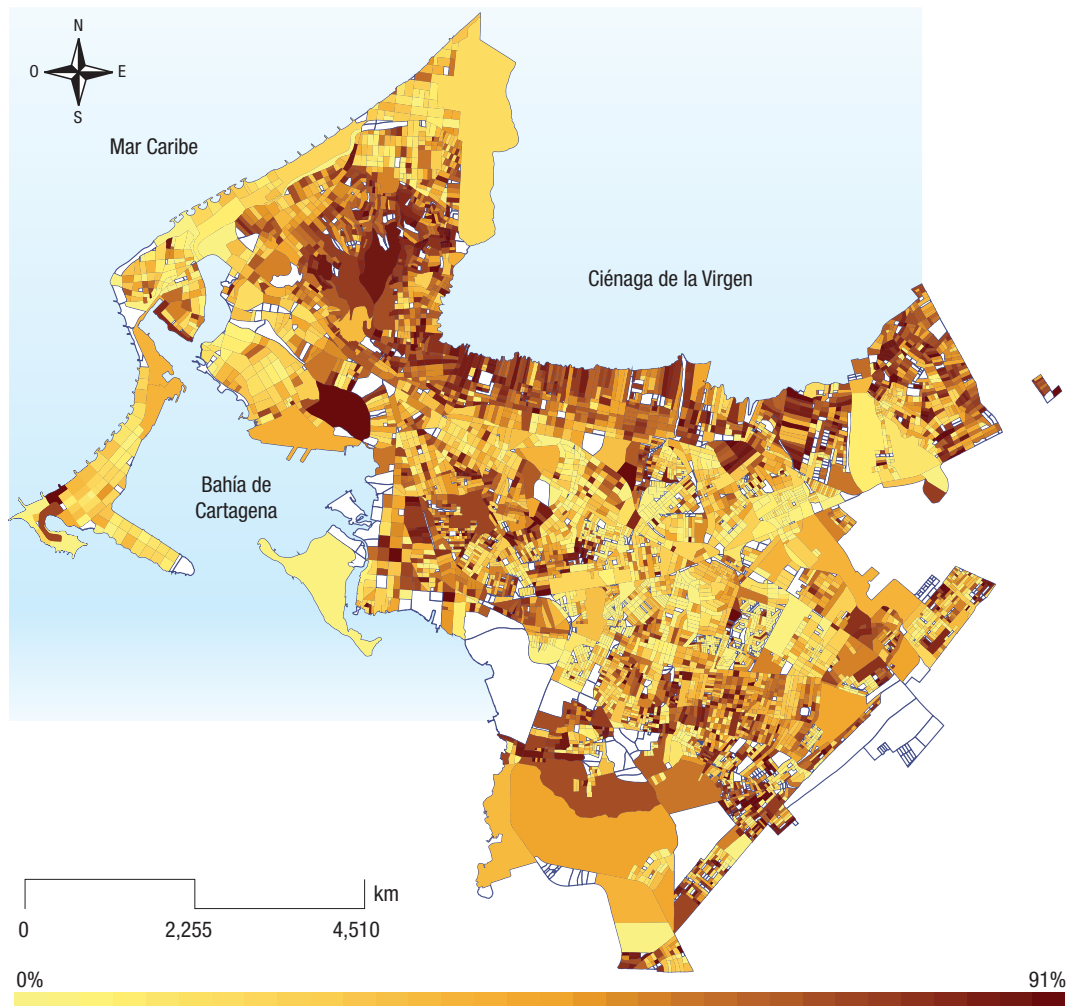 N
O
E
S
Mar Caribe
Ciénaga de la Virgen
Bahía de
Cartagena
km
0
2,255
4,510
0%
91%